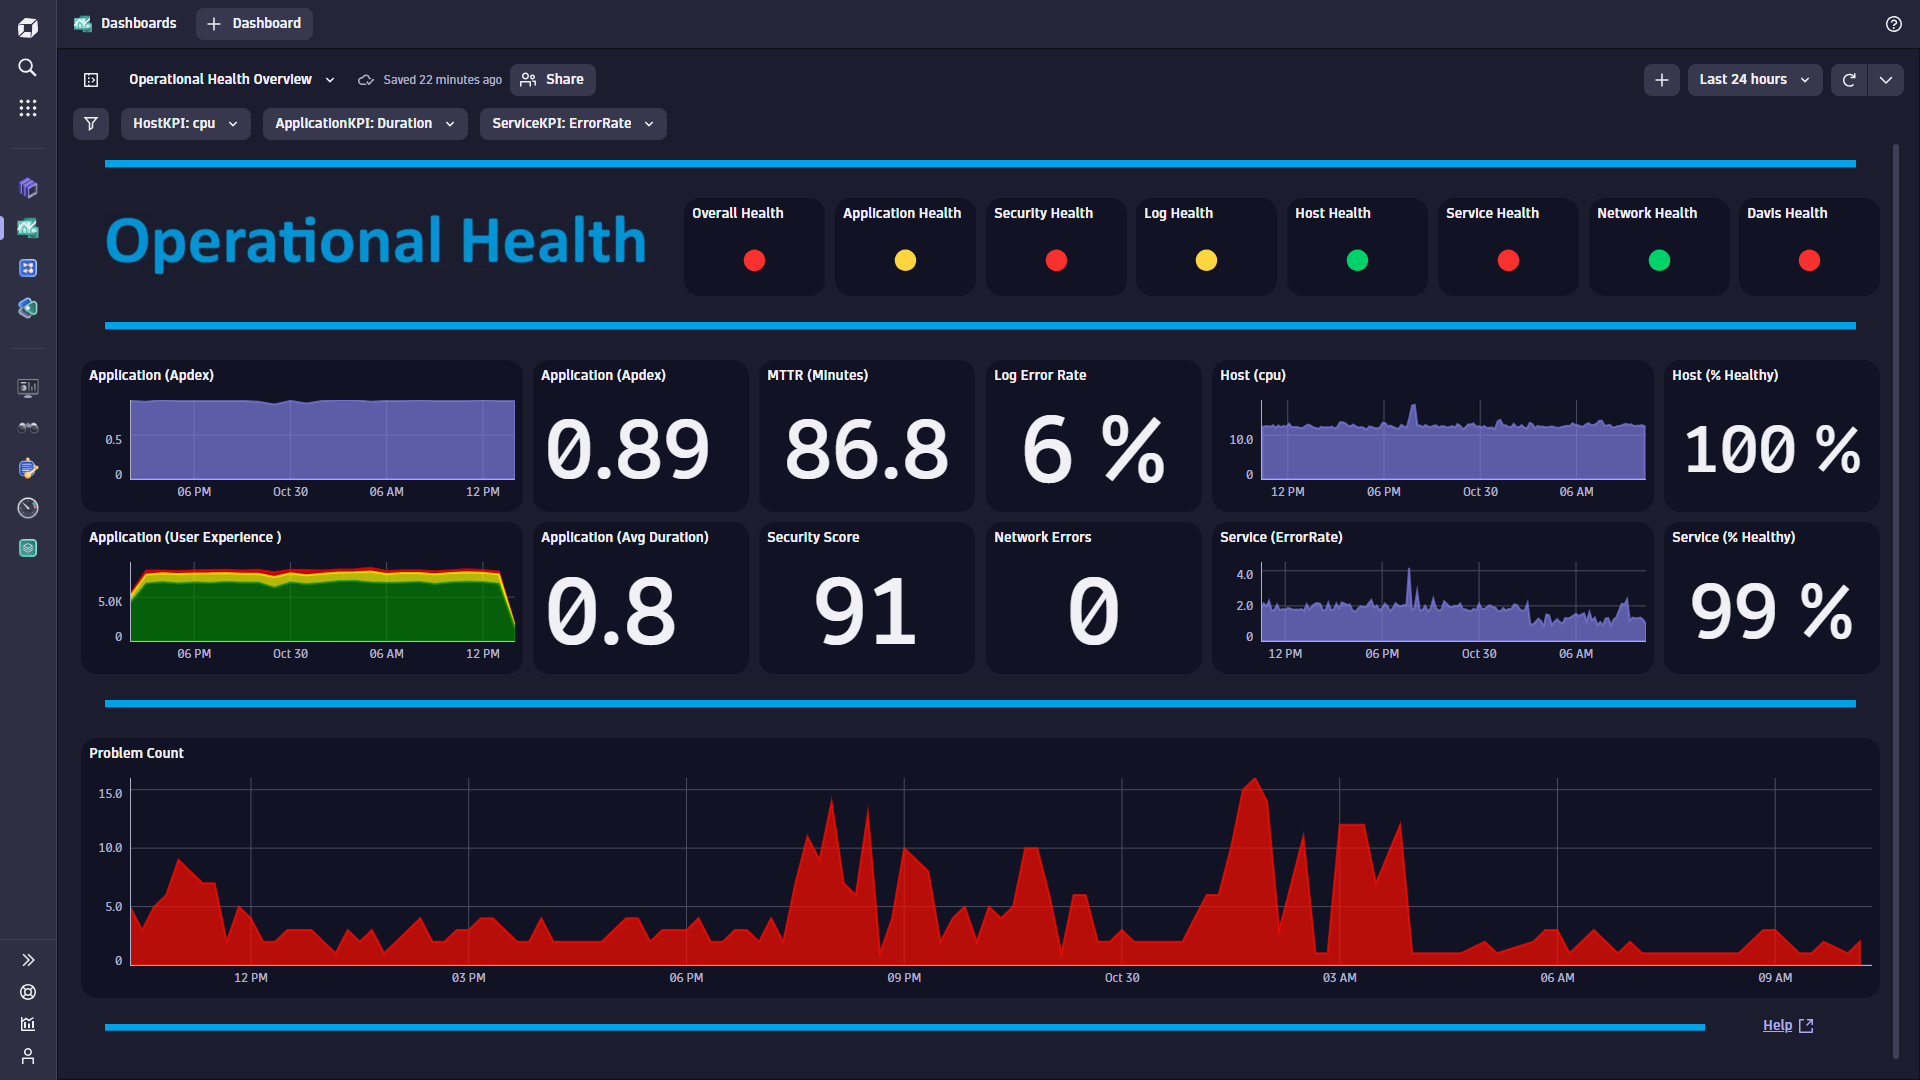 Dashboards
Dashboard
Operational Health Overview
Saved 22 minutes ago
Share
Last 24 hours
HostKPI: cpu
ApplicationKPI: Duration
ServiceKPI: ErrorRate
Operational Health
Overall Health
Application Health
Security Health
Log Health
Host Health
Service Health
Network Health
Davis Health
Application (Apdex)
0.5
0
06 PM
Oct 30
06 AM
12 PM
Application (Apdex)
0.89
MTTR (Minutes)
86.8
Log Error Rate
6 %
Host (cpu)
10.0
0
12 PM
06 PM
Oct 30
06 AM
Host (% Healthy)
100 %
Application (User Experience )
5.0K
0
06 PM
Oct 30
06 AM
12 PM
Application (Avg Duration)
0.8
Security Score
91
Network Errors
0
Service (ErrorRate)
4.0
2.0
0
12 PM
06 PM
Oct 30
06 AM
Service (% Healthy)
99 %
Problem Count
15.0
10.0
5.0
0
12 PM
03 PM
06 PM
09 PM
Oct 30
03 AM
06 AM
09 AM
Help